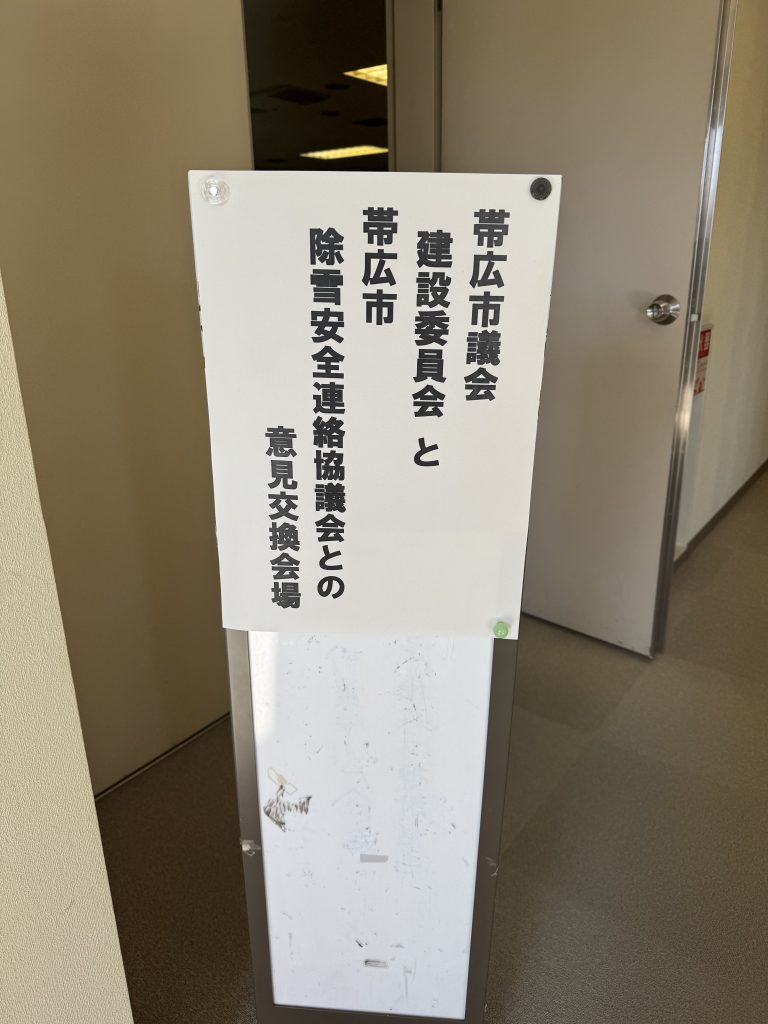 帯広市議会
建設委員会 と
帯広市
除雪安全連絡協議会との
意見交換会場